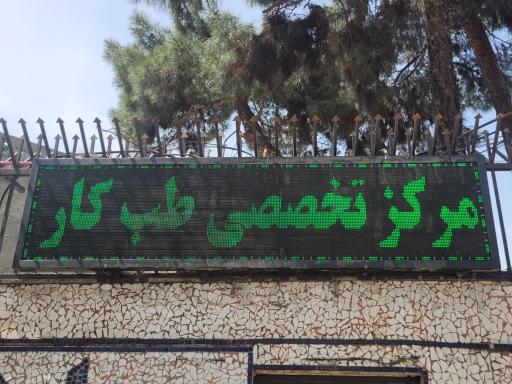 مرکز تخصصی طب کار